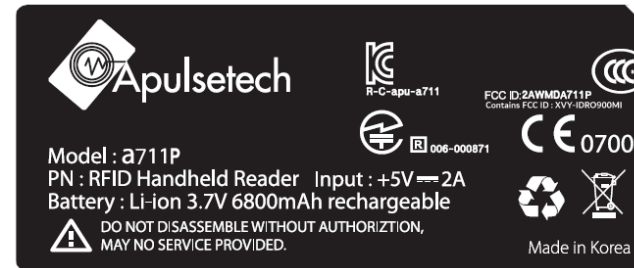 Apulsetech
R-C-apu-a711
FCC ID:2AWMDA711P
Contains FCC ID : XVY-IDRO900MI
R 006-000871
CE 0700
Model : a711P
PN : RFID Handheld Reader Input : +5V⎓2A
Battery : Li-ion 3.7V 6800mAh rechargeable
DO NOT DISASSEMBLE WITHOUT AUTHORIZTION,
MAY NO SERVICE PROVIDED.
Made in Korea